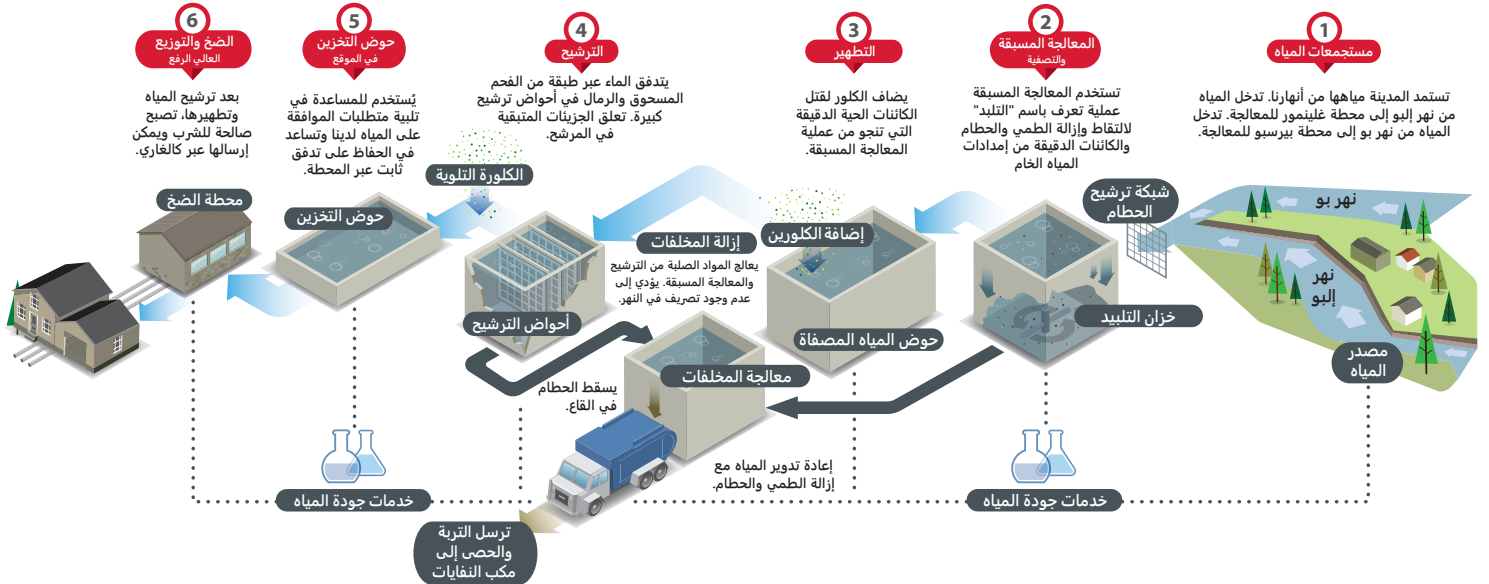 1
مستجمعات المياه
تستمد المدينة مياهها من أنهارنا. تدخل المياه
من نهر إلبو إلى محطة غلينمور للمعالجة. تدخل
المياه من نهر بو إلى محطة بيرسبو للمعالجة.
2
المعالجة المسبقة
والتصفية
تستخدم المعالجة المسبقة
عملية تعرف باسم "التلبد"
لالتقاط وإزالة الطمي والحطام
والكائنات الدقيقة من إمدادات
المياه الخام
3
التطهير
يضاف الكلور لقتل
الكائنات الحية الدقيقة
التي تنجو من عملية
المعالجة المسبقة.
4
الترشيح
يتدفق الماء عبر طبقة من الفحم
المسحوق والرمال في أحواض ترشيح
كبيرة. تعلق الجزيئات المتبقية
في المرشح.
5
حوض التخزين
في الموقع
يُستخدم للمساعدة في
تلبية متطلبات الموافقة
على المياه لدينا وتساعد
في الحفاظ على تدفق
ثابت عبر المحطة.
6
الضخ والتوزيع
العالي الرفع
بعد ترشيح المياه
وتطهيرها، تصبح
صالحة للشرب ويمكن
إرسالها عبر كالغاري.
نهر بو
نهر
إلبو
مصدر
المياه
شبكة ترشيح
الحطام
خزان التلبيد
إضافة الكلورين
حوض المياه المصفاة
الكلورة التلوية
إزالة المخلفات
يعالج المواد الصلبة من الترشيح
والمعالجة المسبقة. يؤدي إلى
عدم وجود تصريف في النهر.
أحواض الترشيح
معالجة المخلفات
حوض التخزين
محطة الضخ
يسقط الحطام
في القاع.
إعادة تدوير المياه مع
إزالة الطمي والحطام.
خدمات جودة المياه
خدمات جودة المياه
ترسل التربة
والحصى إلى
مكب النفايات